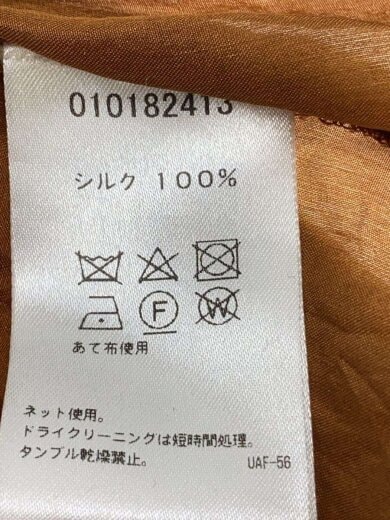 010182413
シルク 100%
F W
あて布使用
ネット使用。
ドライクリーニングは短時間処理。
タンブル乾燥禁止。
UAF-56